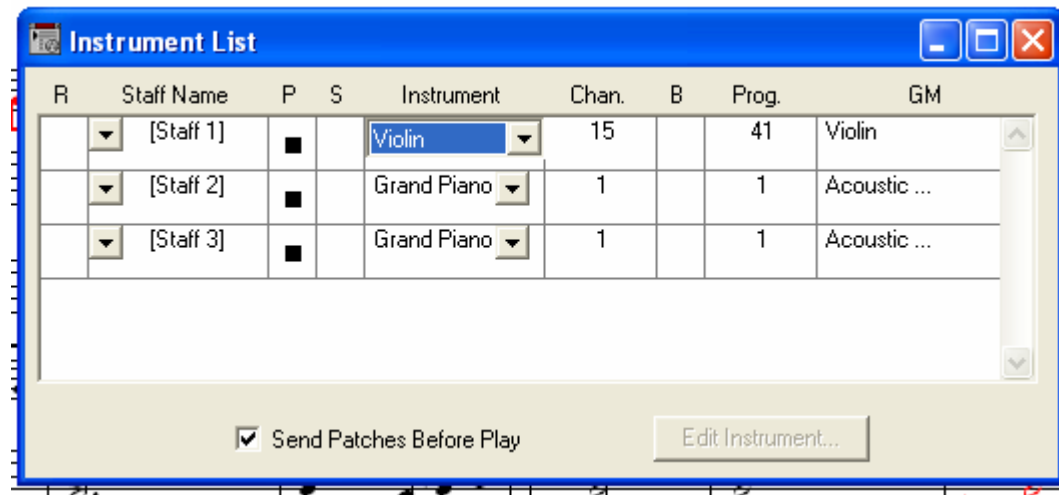 Instrument List
R Staff Name P S Instrument Chan. B Prog. GM
[Staff 1] Violin 15 41 Violin
[Staff 2] Grand Piano 1 1 Acoustic ...
[Staff 3] Grand Piano 1 1 Acoustic ...
Send Patches Before Play Edit Instrument...